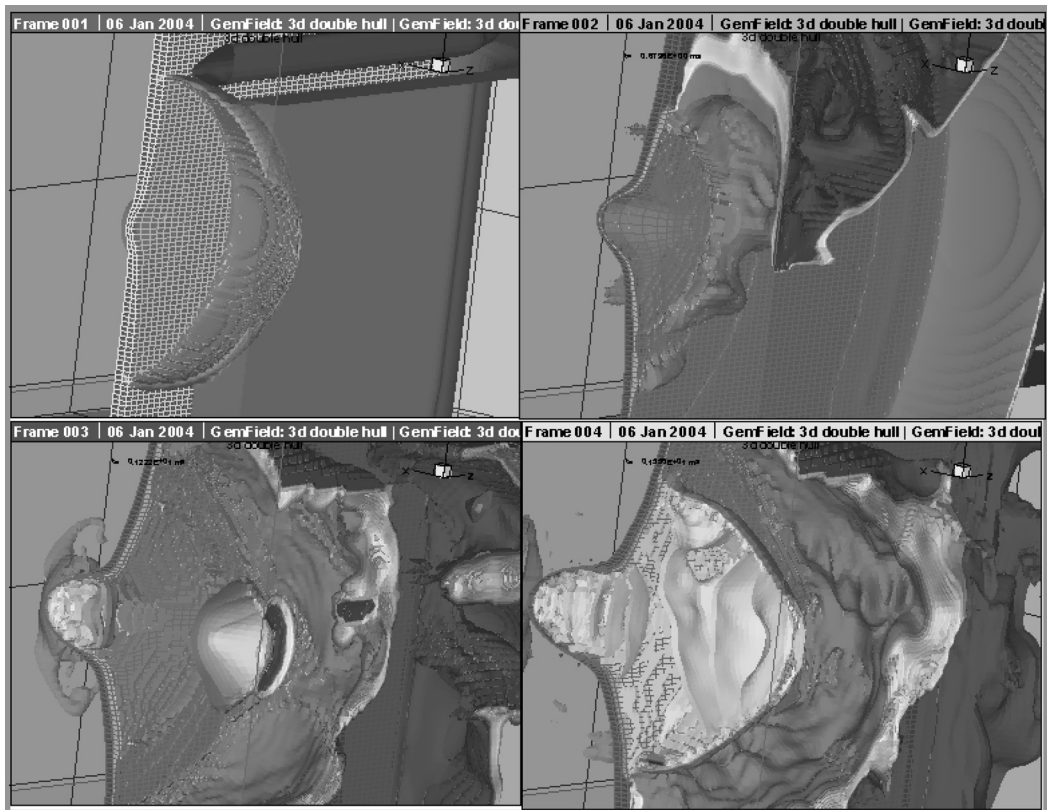 Frame 001 | 06 Jan 2004 | GemField: 3d double hull | GemField: 3d dou
3d double hull
X
Z
Frame 002 | 06 Jan 2004 | GemField: 3d double hull | GemField: 3d doubl
3d double hull
X
Z
Frame 003 | 06 Jan 2004 | GemField: 3d double hull | GemField: 3d dou
3d double hull
X
Z
Frame 004 | 06 Jan 2004 | GemField: 3d double hull | GemField: 3d doubl
3d double hull
X
Z